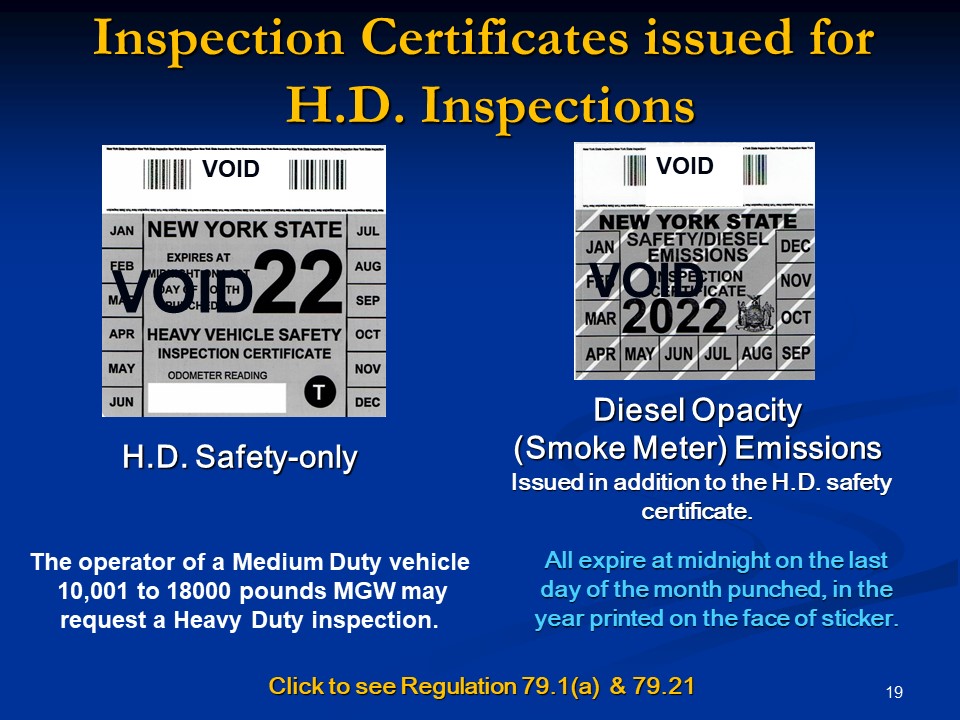 Inspection Certificates issued for
H.D. Inspections
VOID
JAN
FEB
MAR
APR
MAY
JUN
NEW YORK STATE
EXPIRES AT
MIDNIGHT ON LAST
DAY OF MONTH
PUNCHED IN
22
VOID
HEAVY VEHICLE SAFETY
INSPECTION CERTIFICATE
ODOMETER READING
T
JUL
AUG
SEP
OCT
NOV
DEC
VOID
NEW YORK STATE
SAFETY/DIESEL
EMISSIONS
INSPECTION
CERTIFICATE
VOID
2022
JAN
FEB
MAR
APR MAY JUN JUL AUG SEP
OCT
NOV
DEC
H.D. Safety-only
Diesel Opacity
(Smoke Meter) Emissions
Issued in addition to the H.D. safety
certificate.
The operator of a Medium Duty vehicle
10,001 to 18000 pounds MGW may
request a Heavy Duty inspection.
All expire at midnight on the last
day of the month punched, in the
year printed on the face of sticker.
Click to see Regulation 79.1(a) & 79.21
19